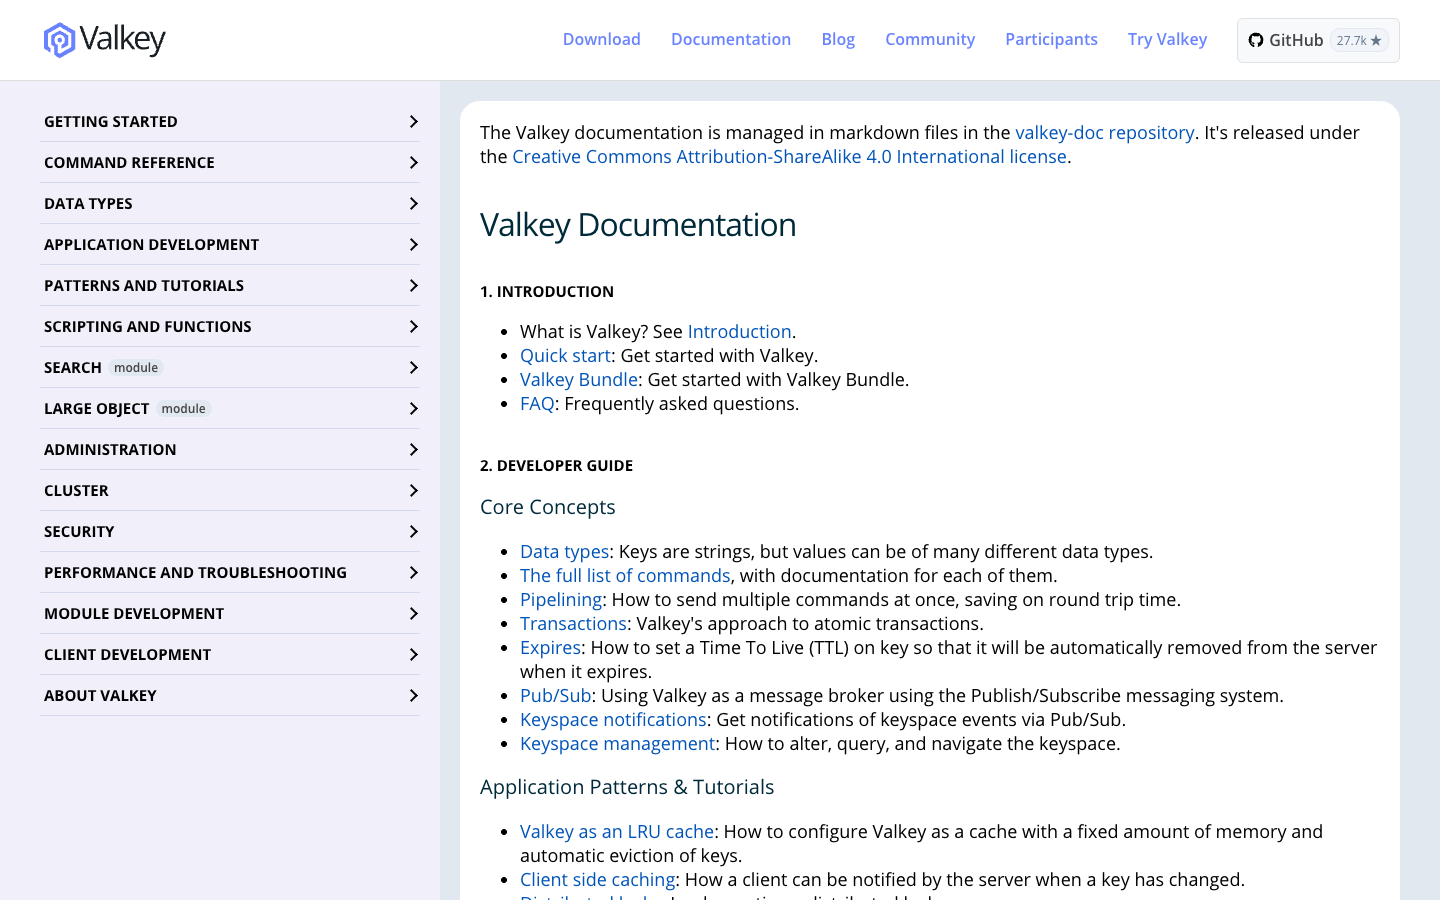 Valkey
Download
Documentation
Blog
Community
Participants
Try Valkey
GitHub 27.7k ★
GETTING STARTED
COMMAND REFERENCE
DATA TYPES
APPLICATION DEVELOPMENT
PATTERNS AND TUTORIALS
SCRIPTING AND FUNCTIONS
SEARCH module
LARGE OBJECT module
ADMINISTRATION
CLUSTER
SECURITY
PERFORMANCE AND TROUBLESHOOTING
MODULE DEVELOPMENT
CLIENT DEVELOPMENT
ABOUT VALKEY
The Valkey documentation is managed in markdown files in the valkey-doc repository. It's released under
the Creative Commons Attribution-ShareAlike 4.0 International license.
Valkey Documentation
1. INTRODUCTION
• What is Valkey? See Introduction.
• Quick start: Get started with Valkey.
• Valkey Bundle: Get started with Valkey Bundle.
• FAQ: Frequently asked questions.
2. DEVELOPER GUIDE
Core Concepts
• Data types: Keys are strings, but values can be of many different data types.
• The full list of commands, with documentation for each of them.
• Pipelining: How to send multiple commands at once, saving on round trip time.
• Transactions: Valkey's approach to atomic transactions.
• Expires: How to set a Time To Live (TTL) on key so that it will be automatically removed from the server
when it expires.
• Pub/Sub: Using Valkey as a message broker using the Publish/Subscribe messaging system.
• Keyspace notifications: Get notifications of keyspace events via Pub/Sub.
• Keyspace management: How to alter, query, and navigate the keyspace.
Application Patterns & Tutorials
• Valkey as an LRU cache: How to configure Valkey as a cache with a fixed amount of memory and
automatic eviction of keys.
• Client side caching: How a client can be notified by the server when a key has changed.